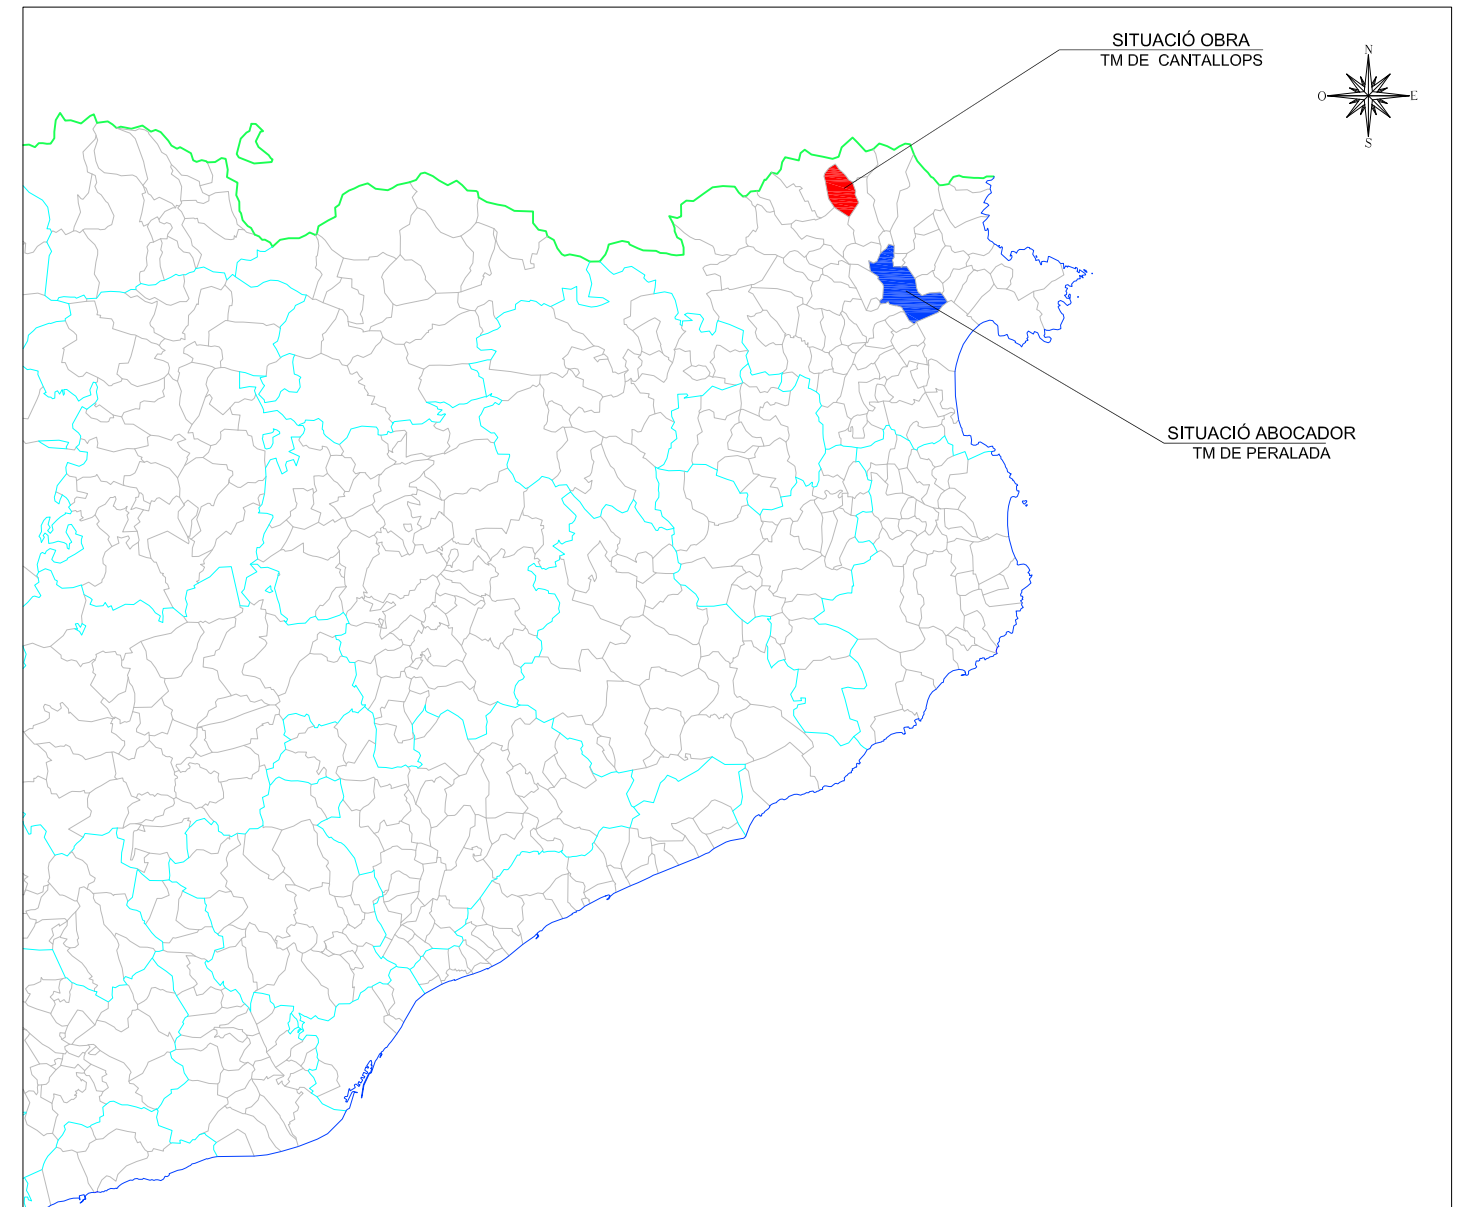 SITUACIÓ OBRA
TM DE CANTALLOPS
N
O E
S
SITUACIÓ ABOCADOR
TM DE PERALADA